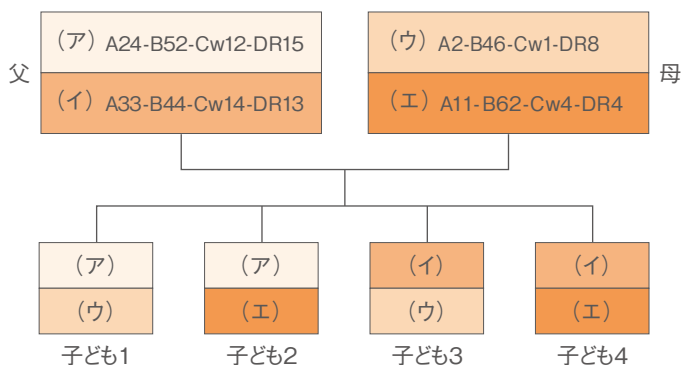 父
(ア) A24-B52-Cw12-DR15
(イ) A33-B44-Cw14-DR13
(ウ) A2-B46-Cw1-DR8
(エ) A11-B62-Cw4-DR4
母
(ア)
(ウ)
子ども1
(ア)
(エ)
子ども2
(イ)
(ウ)
子ども3
(イ)
(エ)
子ども4